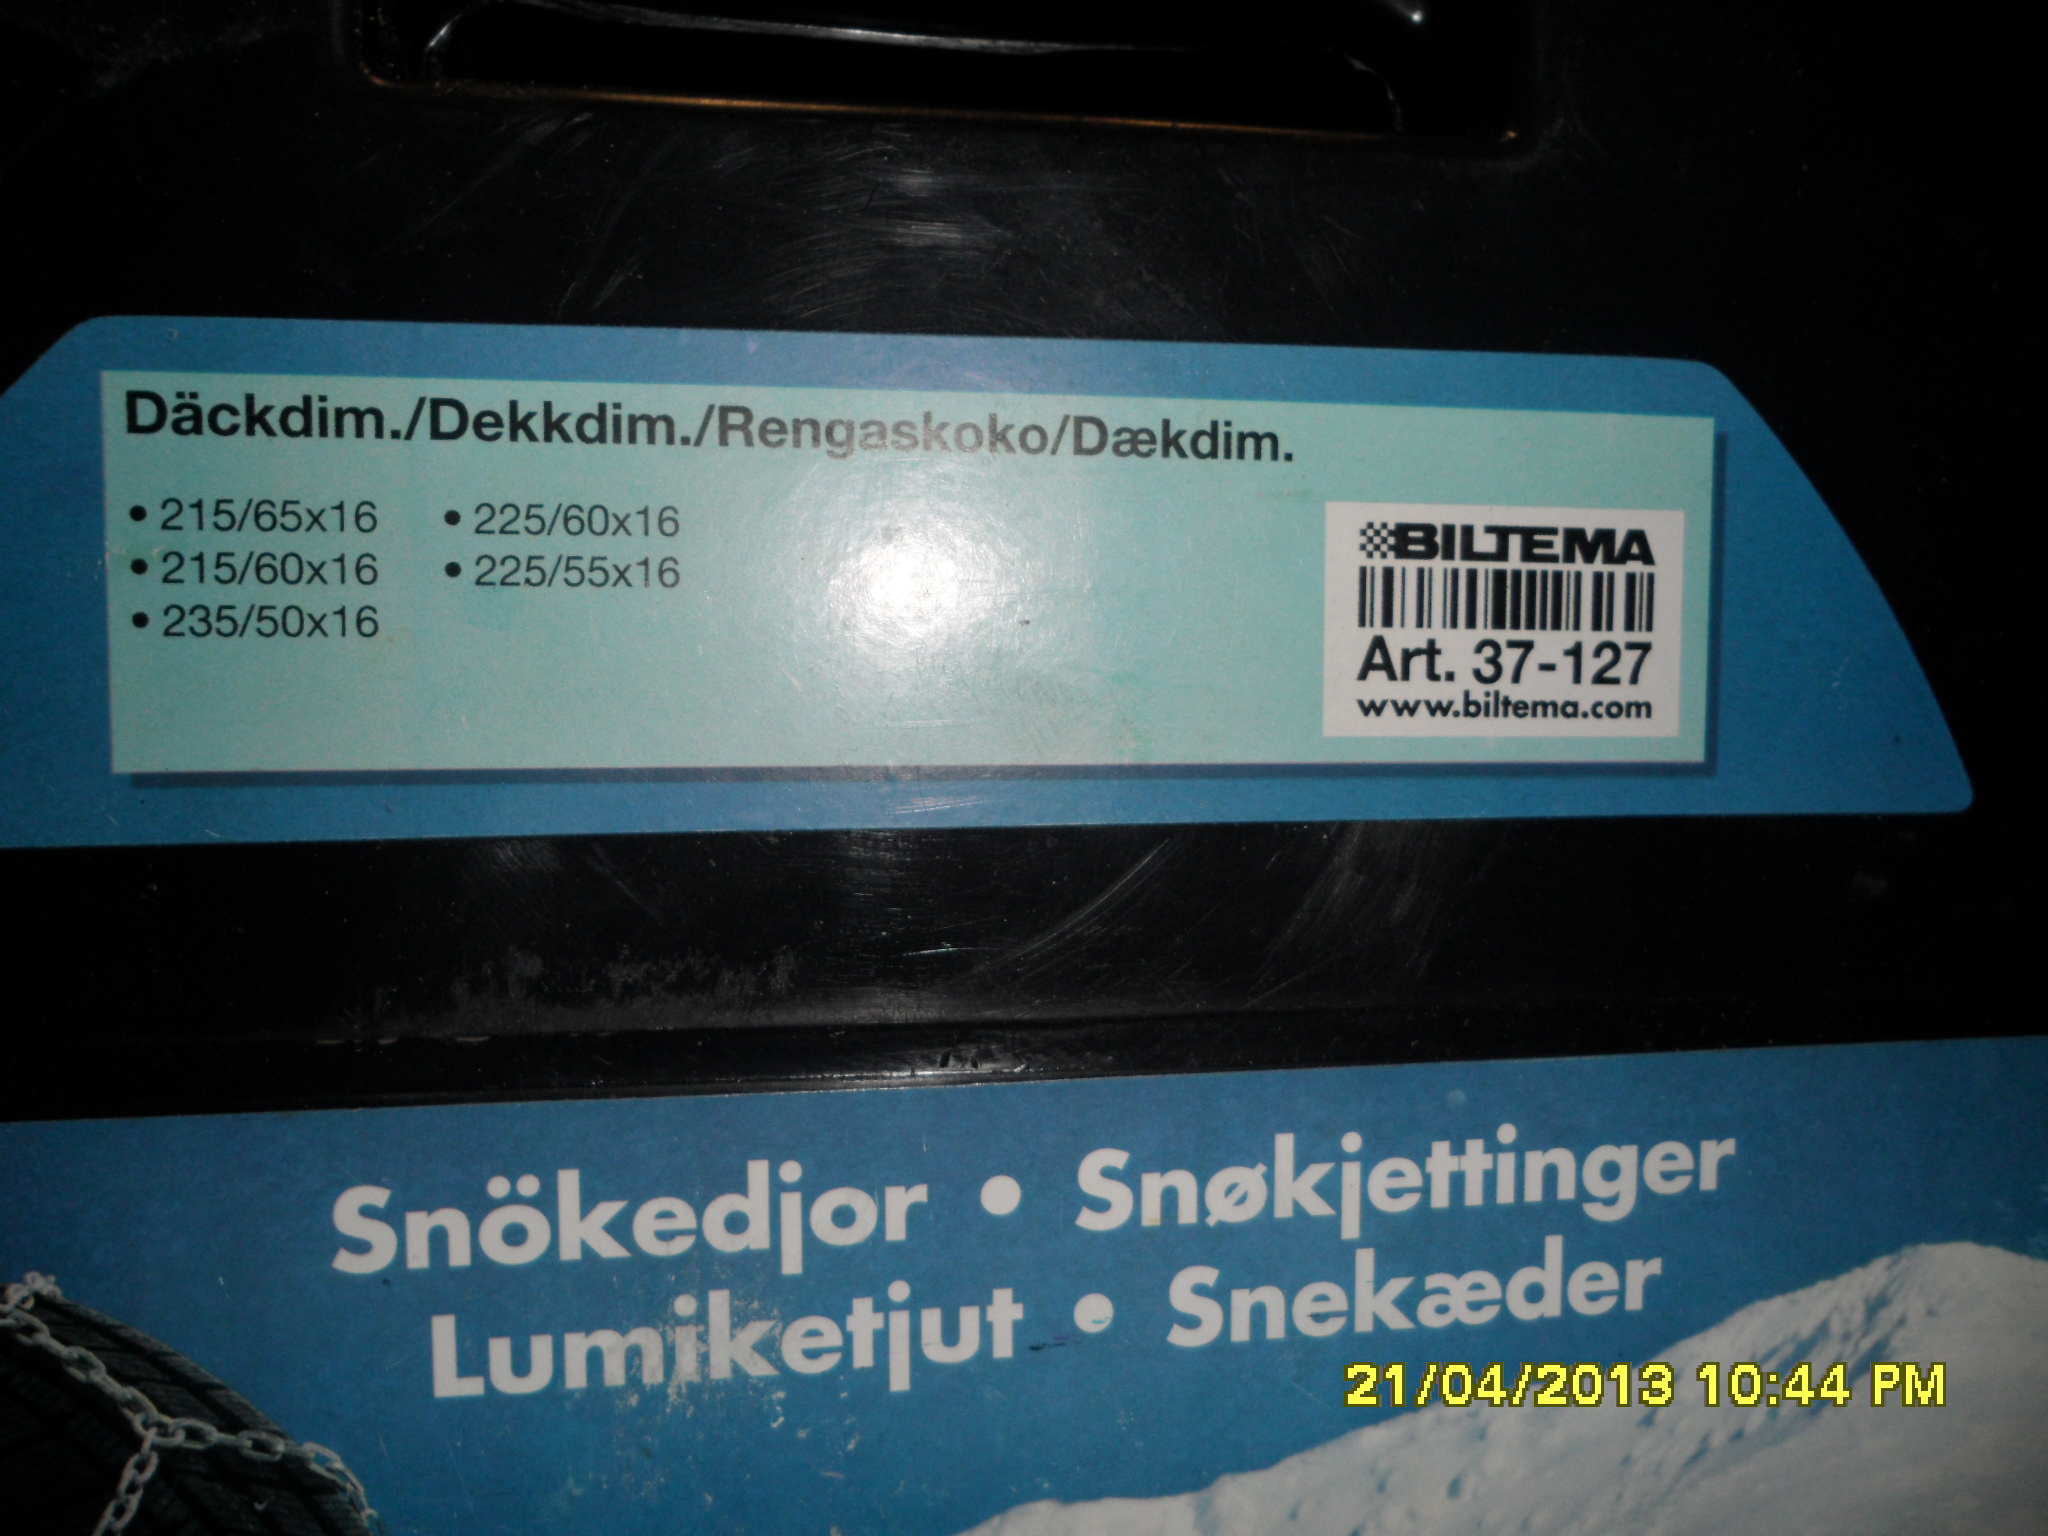 Däckdim./Dekkdim./Rengaskoko/Dækdim.
• 215/65x16 • 225/60x16
• 215/60x16 • 225/55x16
• 235/50x16
BILTEMA
Art. 37-127
www.biltema.com
Snökedjor • Snøkjettinger
Lumiketjut • Snekæder
21/04/2013 10:44 PM